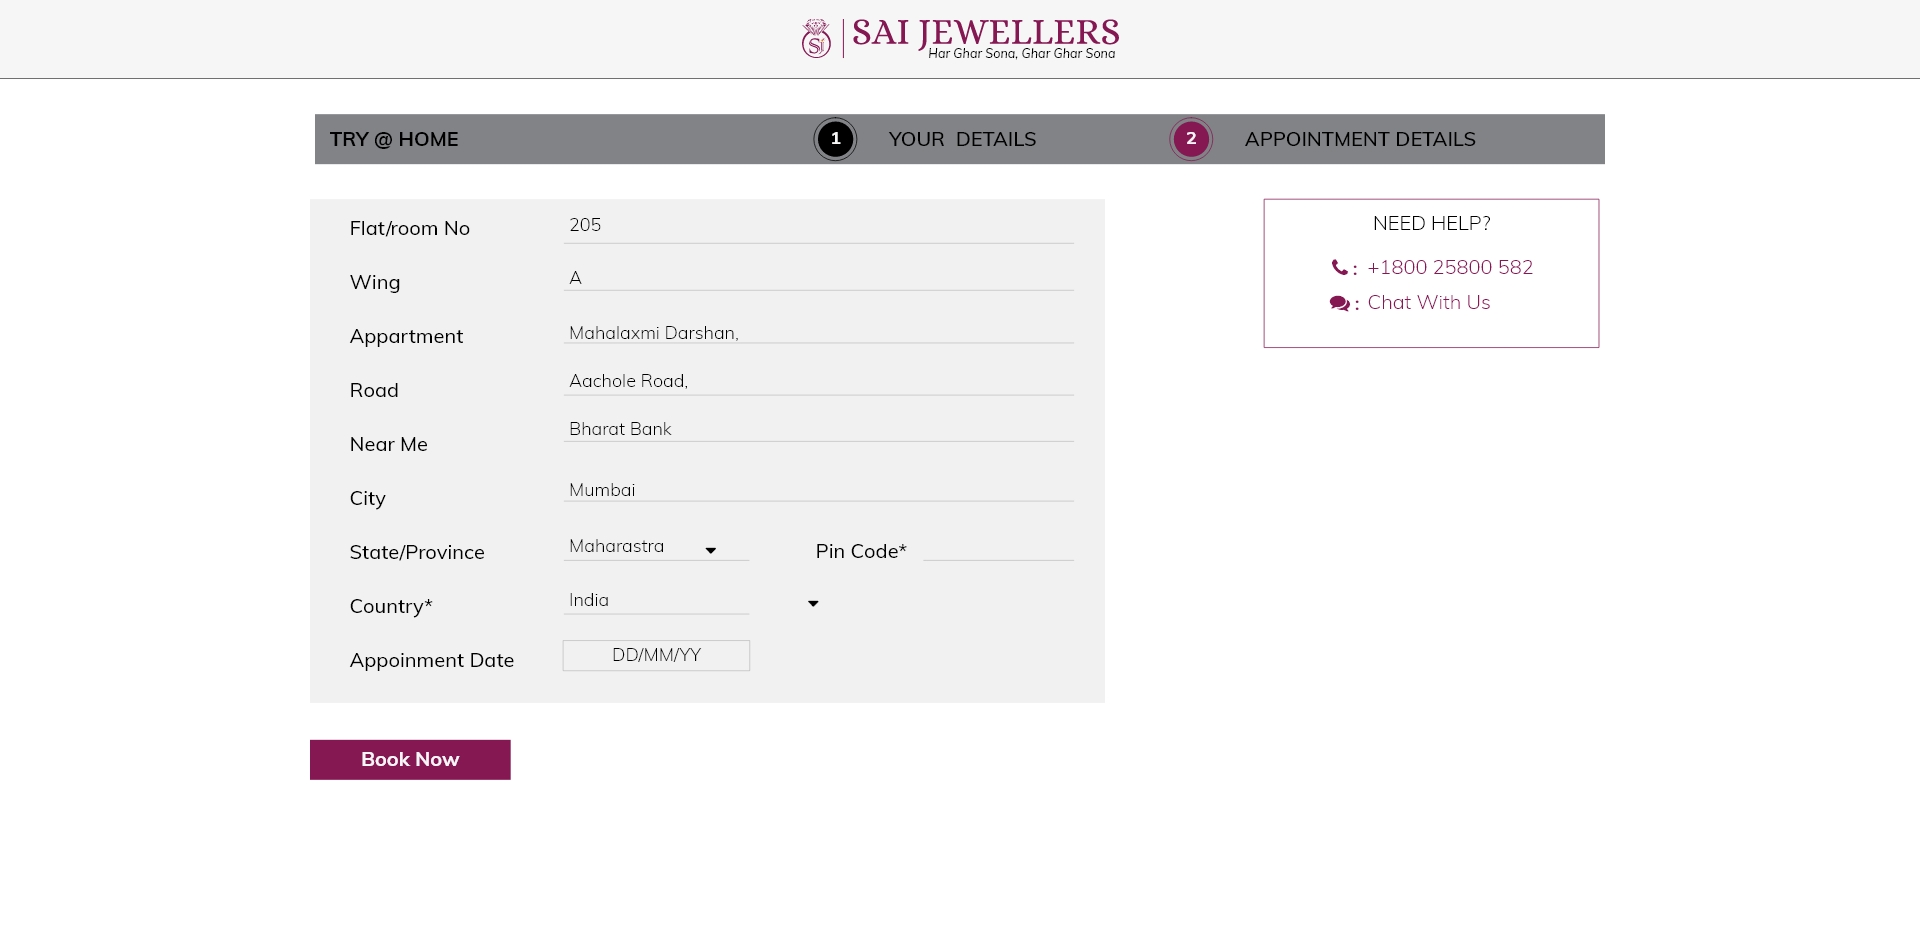 Si
SAI JEWELLERS
Har Ghar Sona, Ghar Ghar Sona
TRY @ HOME
1 YOUR DETAILS
2 APPOINTMENT DETAILS
Flat/room No 205
Wing A
Appartment Mahalaxmi Darshan,
Road Aachole Road,
Near Me Bharat Bank
City Mumbai
State/Province Maharastra Pin Code*
Country* India
Appoinment Date DD/MM/YY
Book Now
NEED HELP?
: +1800 25800 582
: Chat With Us